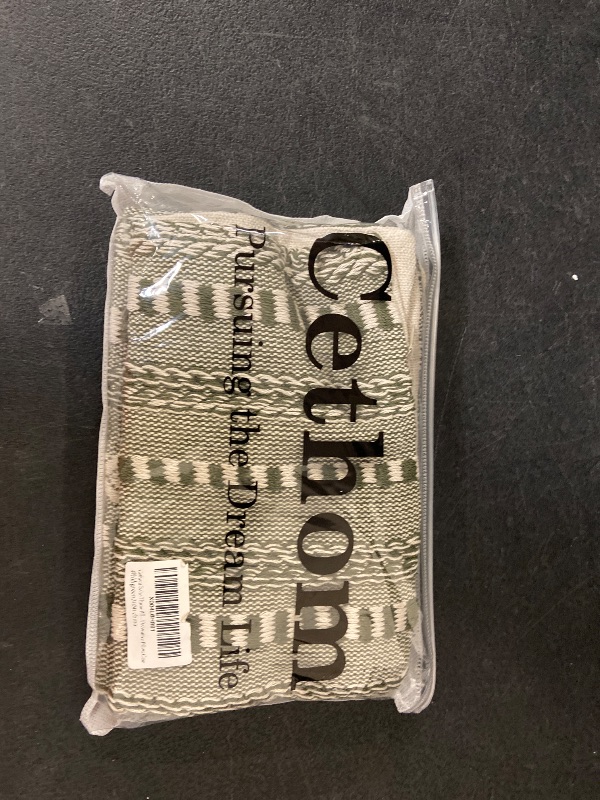 Cethom
Pursuing the Dream Life